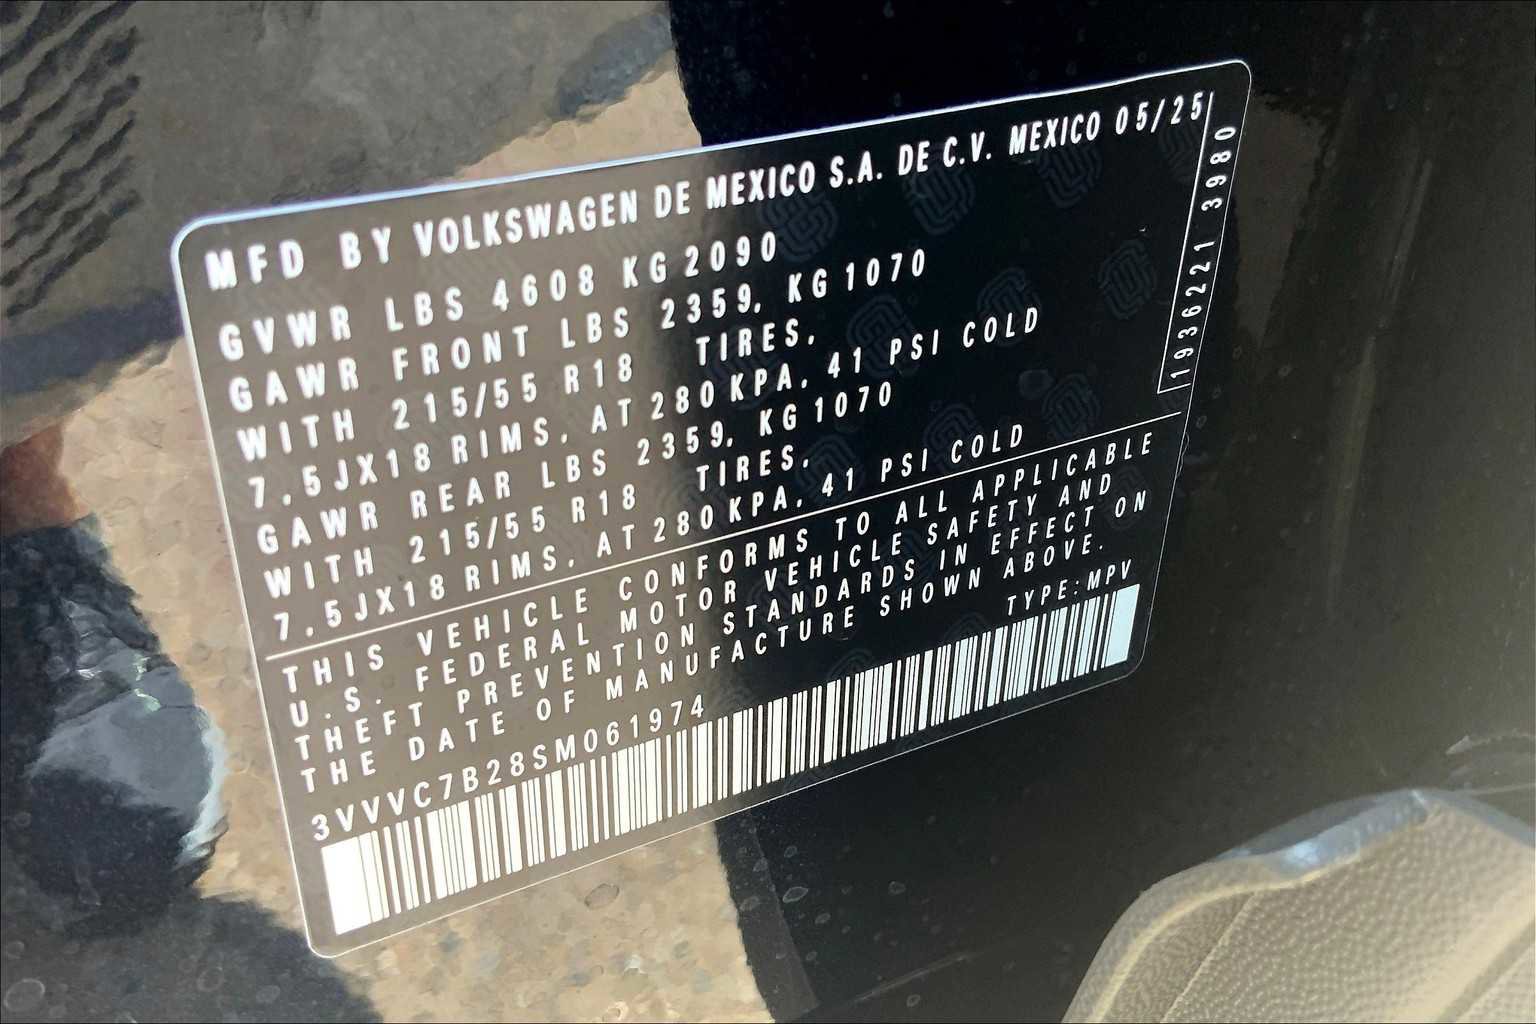 MFD BY VOLKSWAGEN DE MEXICO S.A. DE C.V. MEXICO 05/25
GVWR LBS 4608 KG 2090
GAWR FRONT LBS 2359, KG 1070
WITH 215/55 R18 TIRES,
7.5JX18 RIMS, AT 280 KPA, 41 PSI COLD
GAWR REAR LBS 2359, KG 1070
WITH 215/55 R18 TIRES,
7.5JX18 RIMS, AT 280 KPA, 41 PSI COLD
1936221 3980
THIS VEHICLE CONFORMS TO ALL APPLICABLE
U.S. FEDERAL MOTOR VEHICLE SAFETY AND
THEFT PREVENTION STANDARDS IN EFFECT ON
THE DATE OF MANUFACTURE SHOWN ABOVE.
3VVVC7B28SM061974 TYPE:MPV